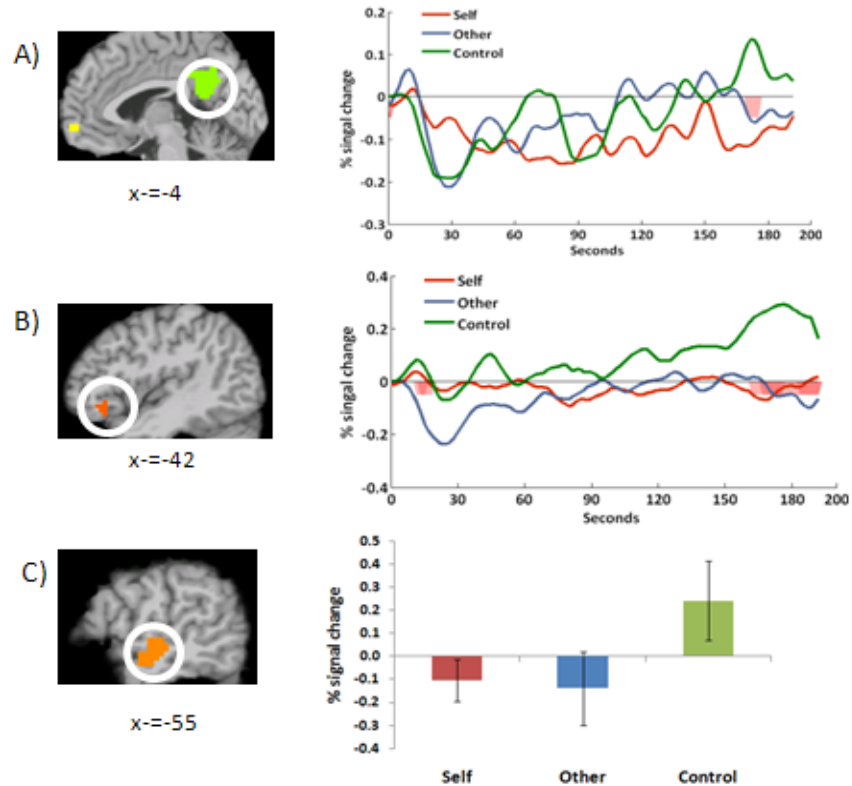 A)
x-=-4
Self
Other
Control
% singal change
0.2
0.1
0
-0.1
-0.2
-0.3
0 30 60 90 120 150 180 200
Seconds
B)
x-=-42
Self
Other
Control
% singal change
0.4
0.2
0
-0.2
-0.4
0 30 60 90 120 150 180 200
Seconds
C)
x-=-55
% signal change
0.5
0.4
0.3
0.2
0.1
0.0
-0.1
-0.2
-0.3
-0.4
Self Other Control